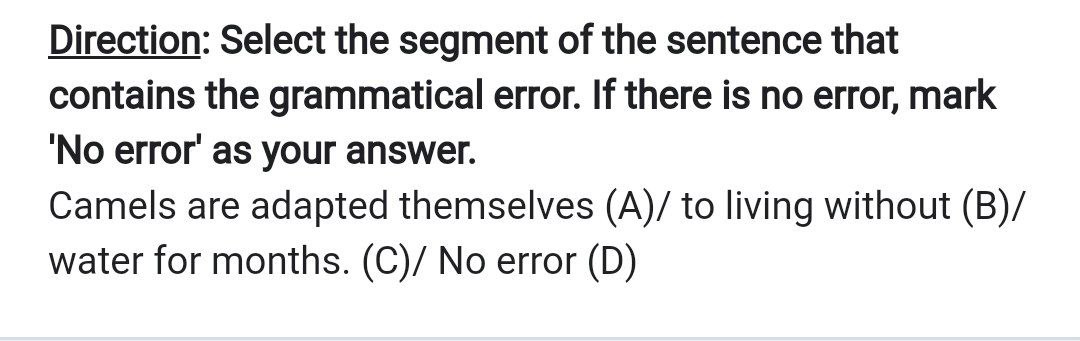 Direction: Select the segment of the sentence that
contains the grammatical error. If there is no error, mark
'No error' as your answer.
Camels are adapted themselves (A)/ to living without (B)/
water for months. (C)/ No error (D)